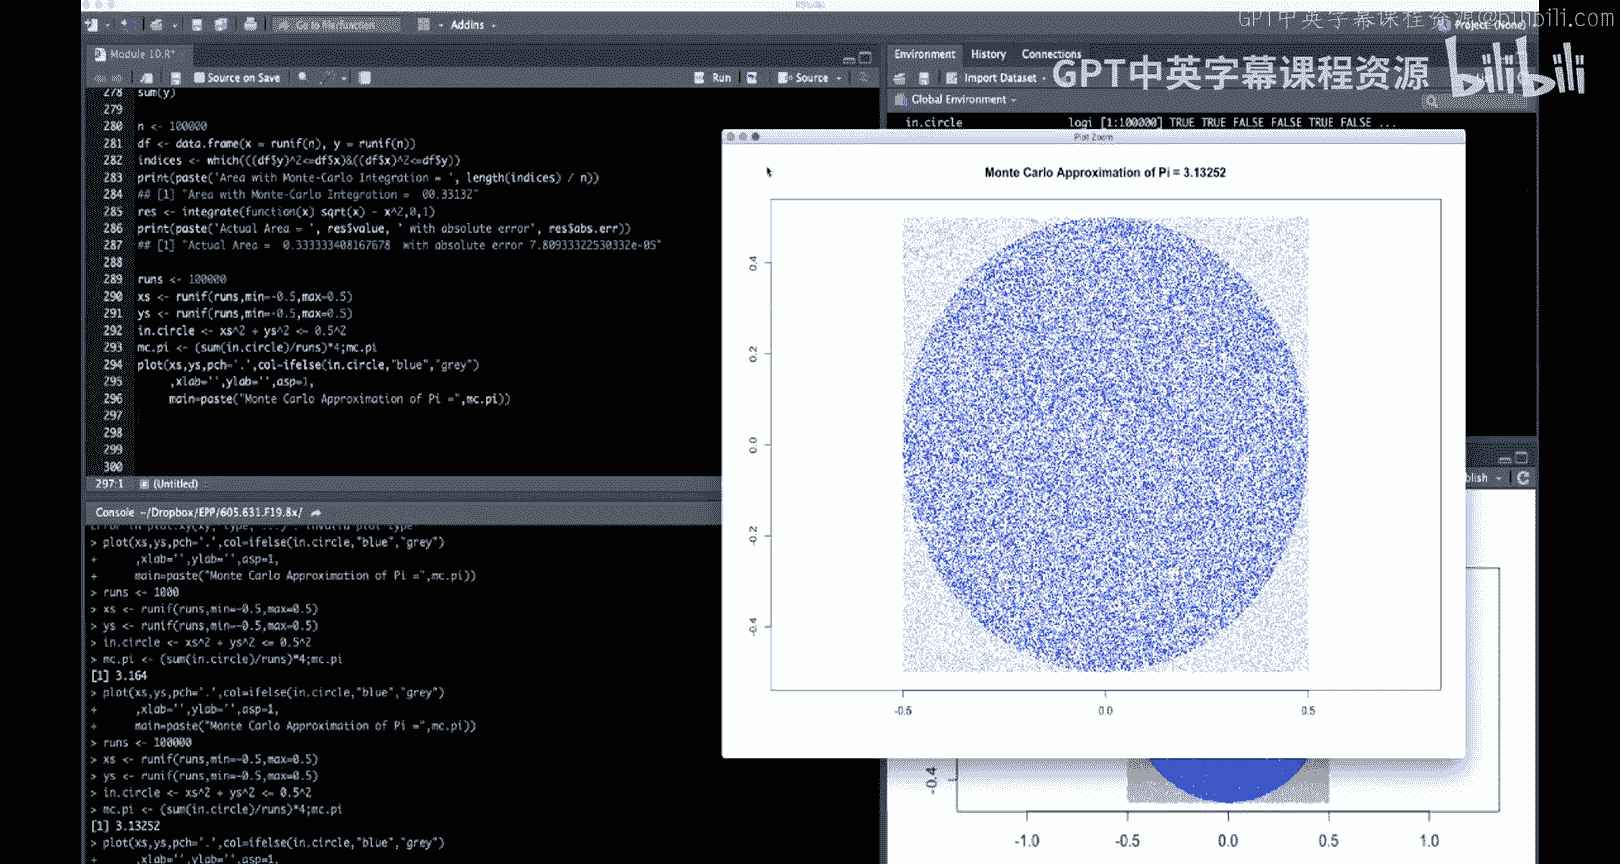 RStudio
GPT中英字幕课程资源@bilibili.com
Go to file/function
Addins
Project: (None)
Module 10.R*
Source on Save
Run
Source
278 sum(y)
279
280 n <- 100000
281 df <- data.frame(x = runif(n), y = runif(n))
282 indices <- which(((df$y)^2<=df$x)&((df$x)^2<=df$y))
283 print(paste('Area with Monte-Carlo Integration = ', length(indices) / n))
284 ## [1] "Area with Monte-Carlo Integration =  00.33132"
285 res <- integrate(function(x) sqrt(x) - x^2,0,1)
286 print(paste('Actual Area = ', res$value, ' with absolute error', res$abs.err))
287 ## [1] "Actual Area =  0.333333408167678  with absolute error 7.80933322530332e-05"
288
289 runs <- 100000
290 xs <- runif(runs,min=-0.5,max=0.5)
291 ys <- runif(runs,min=-0.5,max=0.5)
292 in.circle <- xs^2 + ys^2 <= 0.5^2
293 mc.pi <- (sum(in.circle)/runs)*4;mc.pi
294 plot(xs,ys,pch='.',col=ifelse(in.circle,"blue","grey")
295 ,xlab='',ylab='',asp=1,
296 main=paste("Monte Carlo Approximation of Pi =",mc.pi))
297
298
299
300
297:1 (Untitled)
Console ~/Dropbox/EPP/605.631.F19.8x/
Error in plot.xy(xy, type, ...) : invalid plot type
> plot(xs,ys,pch='.',col=ifelse(in.circle,"blue","grey")
+ ,xlab='',ylab='',asp=1,
+ main=paste("Monte Carlo Approximation of Pi =",mc.pi))
> runs <- 1000
> xs <- runif(runs,min=-0.5,max=0.5)
> ys <- runif(runs,min=-0.5,max=0.5)
> in.circle <- xs^2 + ys^2 <= 0.5^2
> mc.pi <- (sum(in.circle)/runs)*4;mc.pi
[1] 3.164
> plot(xs,ys,pch='.',col=ifelse(in.circle,"blue","grey")
+ ,xlab='',ylab='',asp=1,
+ main=paste("Monte Carlo Approximation of Pi =",mc.pi))
> runs <- 100000
> xs <- runif(runs,min=-0.5,max=0.5)
> ys <- runif(runs,min=-0.5,max=0.5)
> in.circle <- xs^2 + ys^2 <= 0.5^2
> mc.pi <- (sum(in.circle)/runs)*4;mc.pi
[1] 3.13252
> plot(xs,ys,pch='.',col=ifelse(in.circle,"blue","grey")
+ ,xlab='',ylab='',asp=1,
Environment History Connections
Import Dataset
GPT中英字幕课程资源 bilibili
Global Environment
in.circle logi [1:100000] TRUE TRUE FALSE FALSE TRUE FALSE ...
Plot Zoom
Monte Carlo Approximation of Pi = 3.13252
0.4
0.2
0.0
-0.2
-0.4
-0.5 0.0 0.5
blish
-0.4
-1.0 -0.5 0.0 0.5 1.0